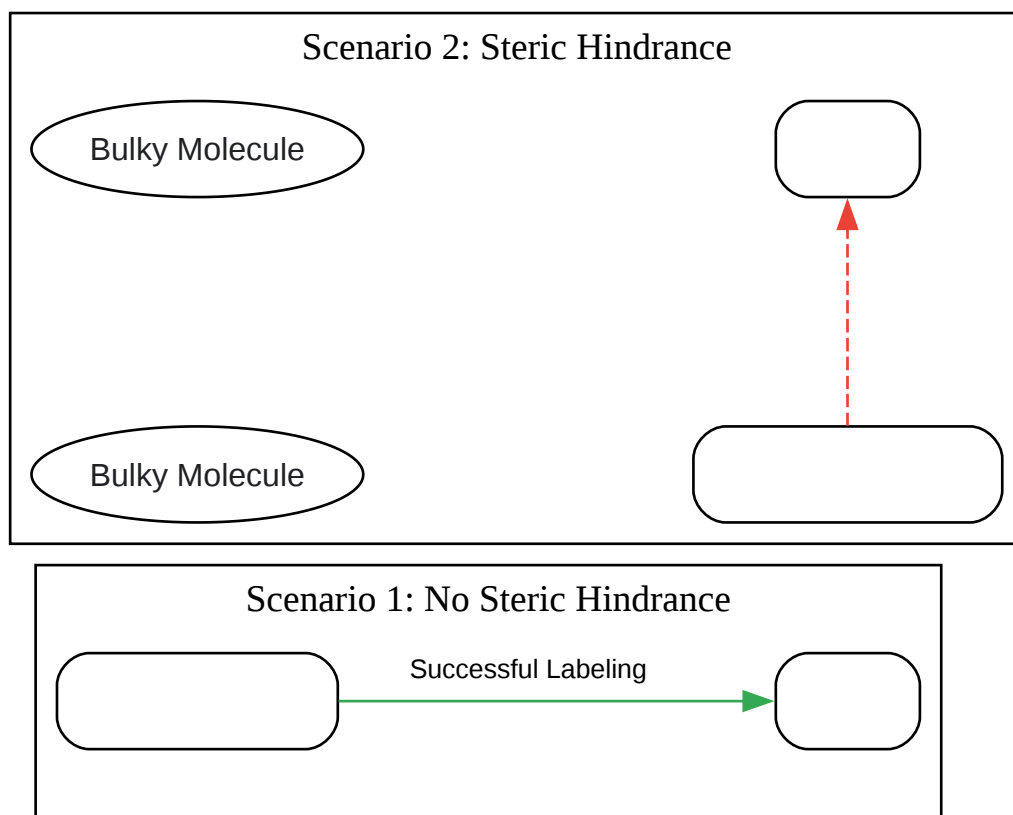 Scenario 2: Steric Hindrance
Bulky Molecule
Bulky Molecule
Scenario 1: No Steric Hindrance
Successful Labeling